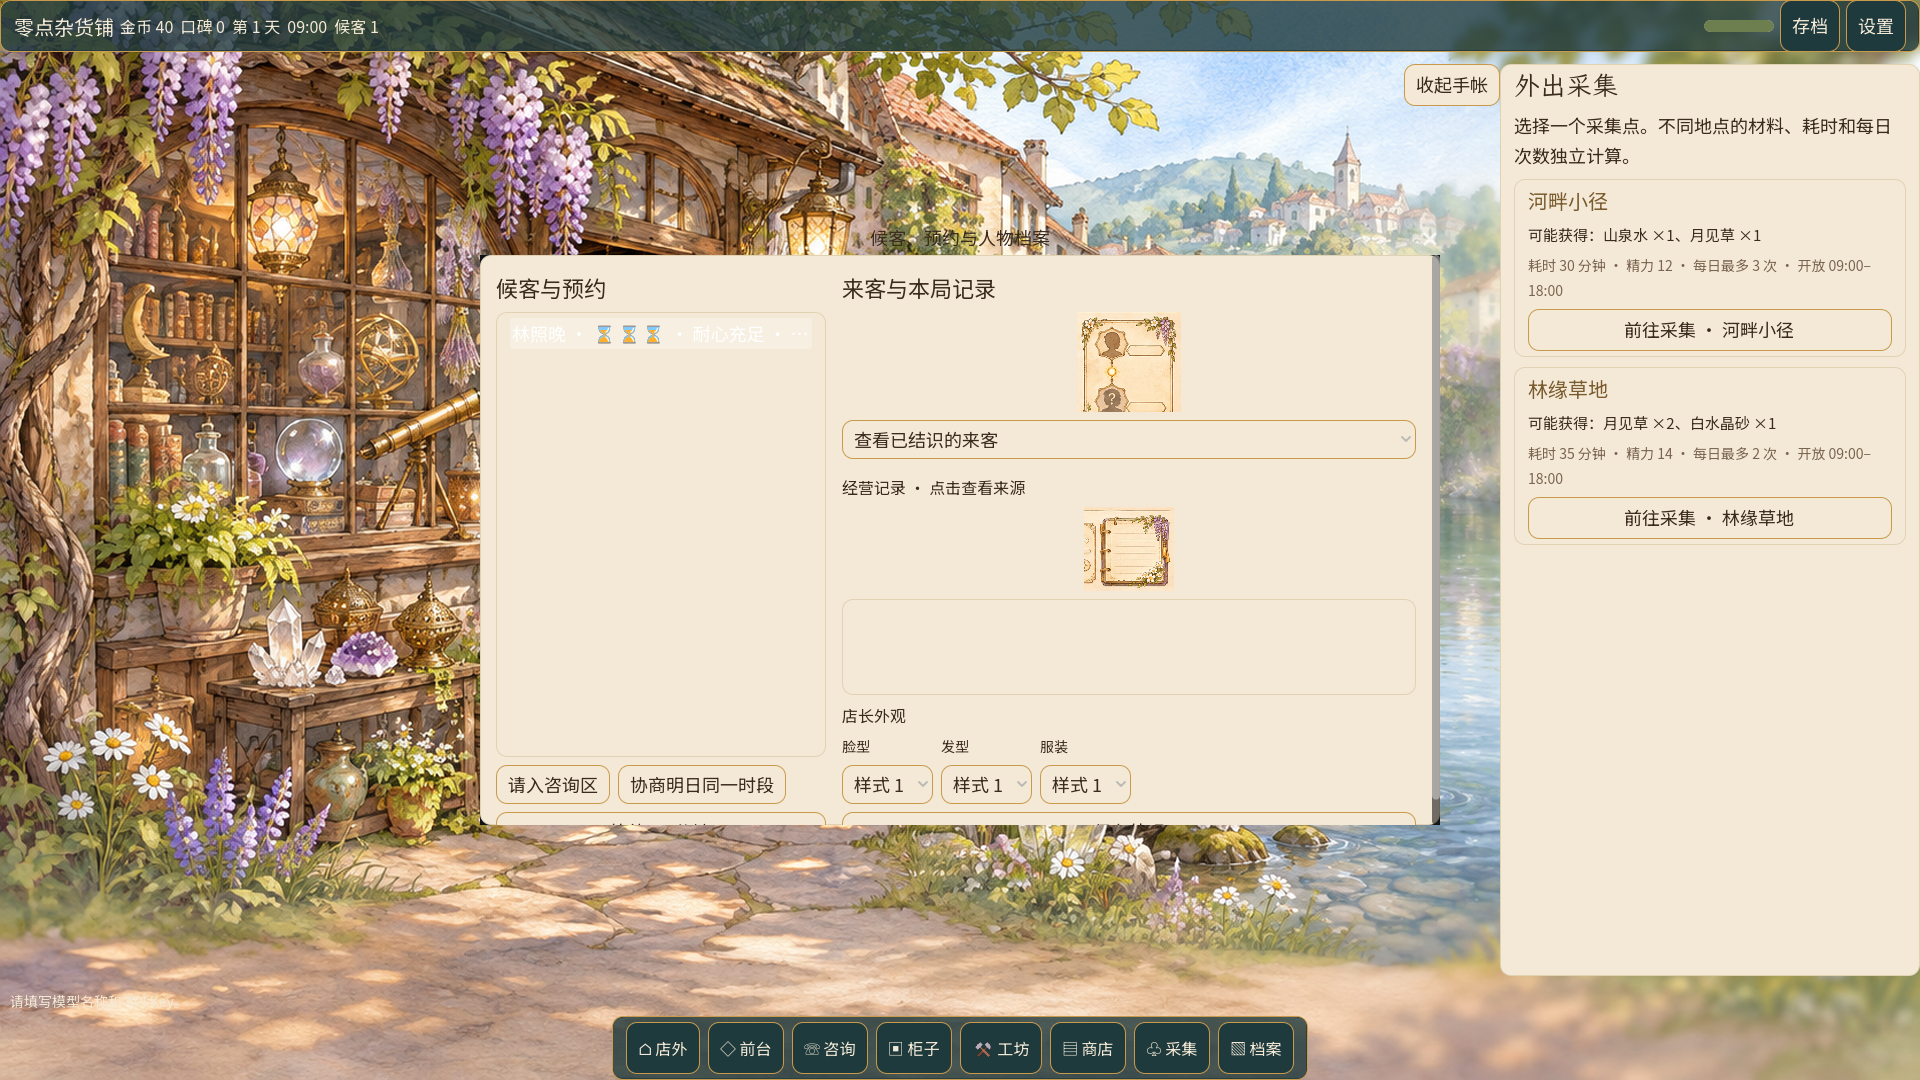 零点杂货铺 金币 40 口碑 0 第 1 天 09:00 候客 1
存档
设置
收起手帐
外出采集
选择一个采集点。不同地点的材料、耗时和每日
次数独立计算。
河畔小径
可能获得：山泉水 ×1、月见草 ×1
耗时 30 分钟 · 精力 12 · 每日最多 3 次 · 开放 09:00–
18:00
前往采集 · 河畔小径
林缘草地
可能获得：月见草 ×2、白水晶砂 ×1
耗时 35 分钟 · 精力 14 · 每日最多 2 次 · 开放 09:00–
18:00
前往采集 · 林缘草地
候客、预约与人物档案
候客与预约
林照晚 · ⏳⏳⏳ · 耐心充足 · …
请入咨询区
协商明日同一时段
来客与本局记录
?
查看已结识的来客
经营记录 · 点击查看来源
店长外观
脸型
发型
服装
样式 1
样式 1
样式 1
请填写模型名称
店外
前台
咨询
柜子
工坊
商店
采集
档案